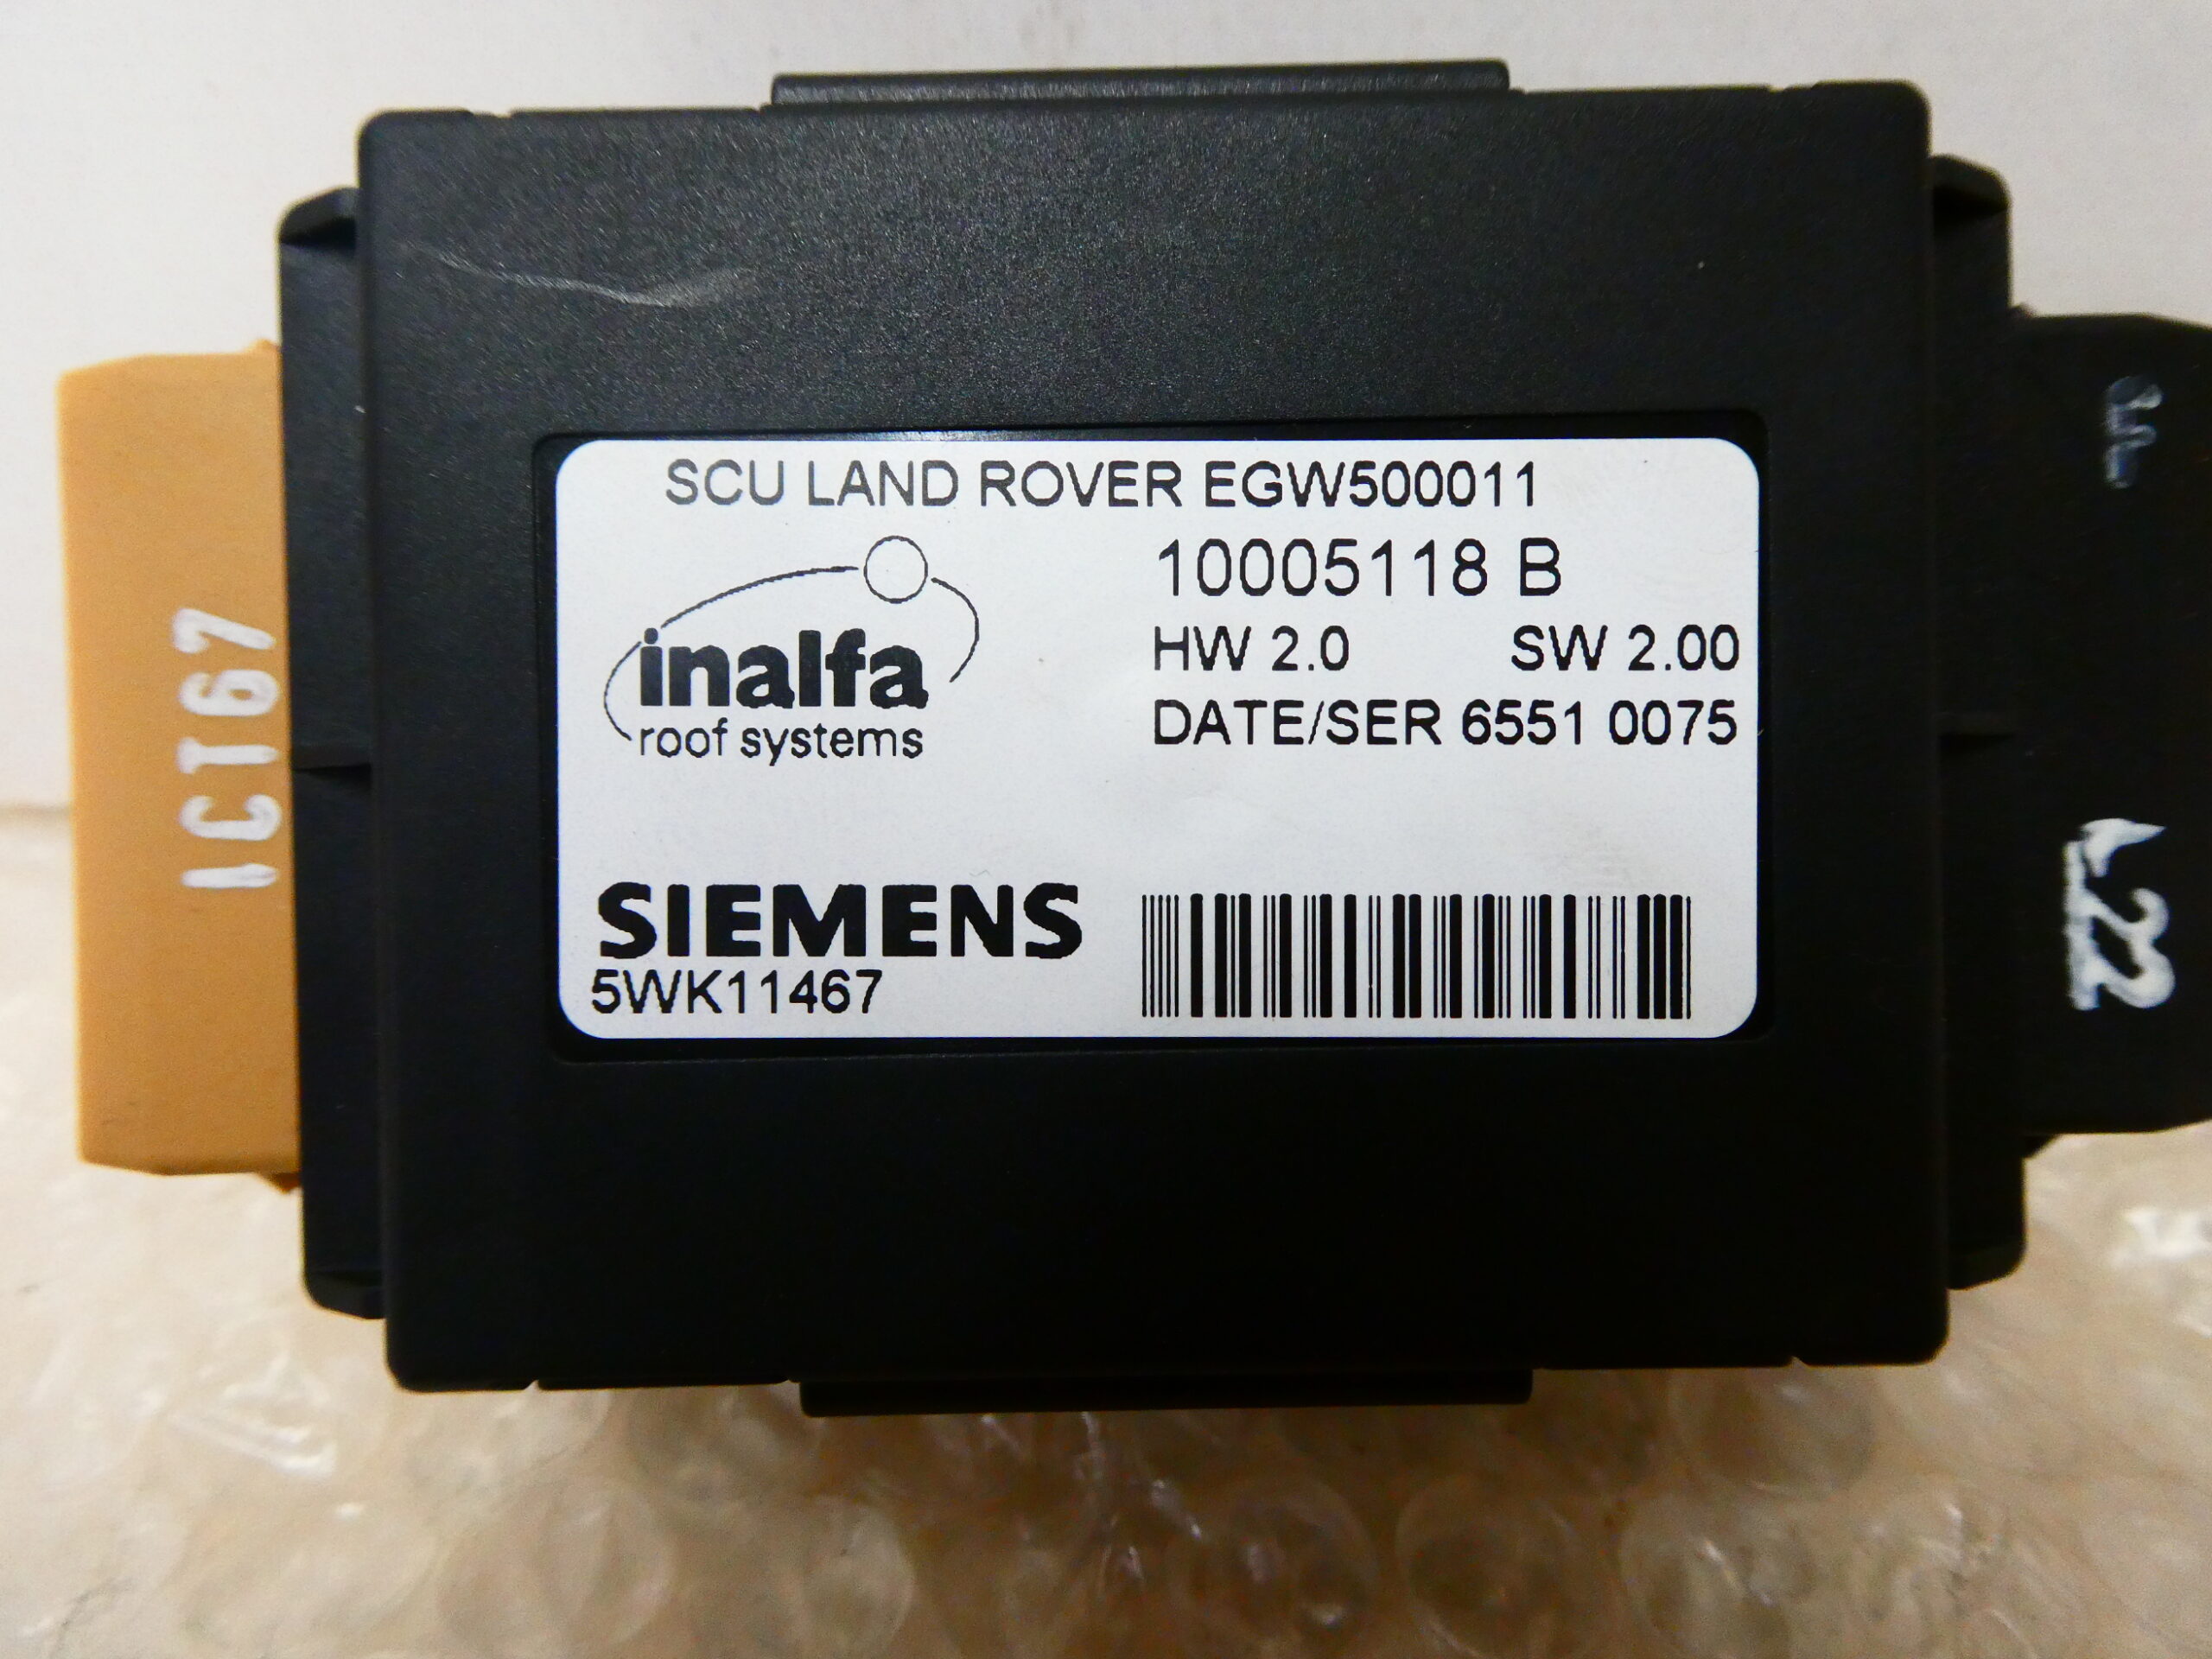 SCU LAND ROVER EGW500011
inalfa
roof systems
10005118 B
HW 2.0 SW 2.00
DATE/SER 6551 0075
SIEMENS
5WK11467
ICT67